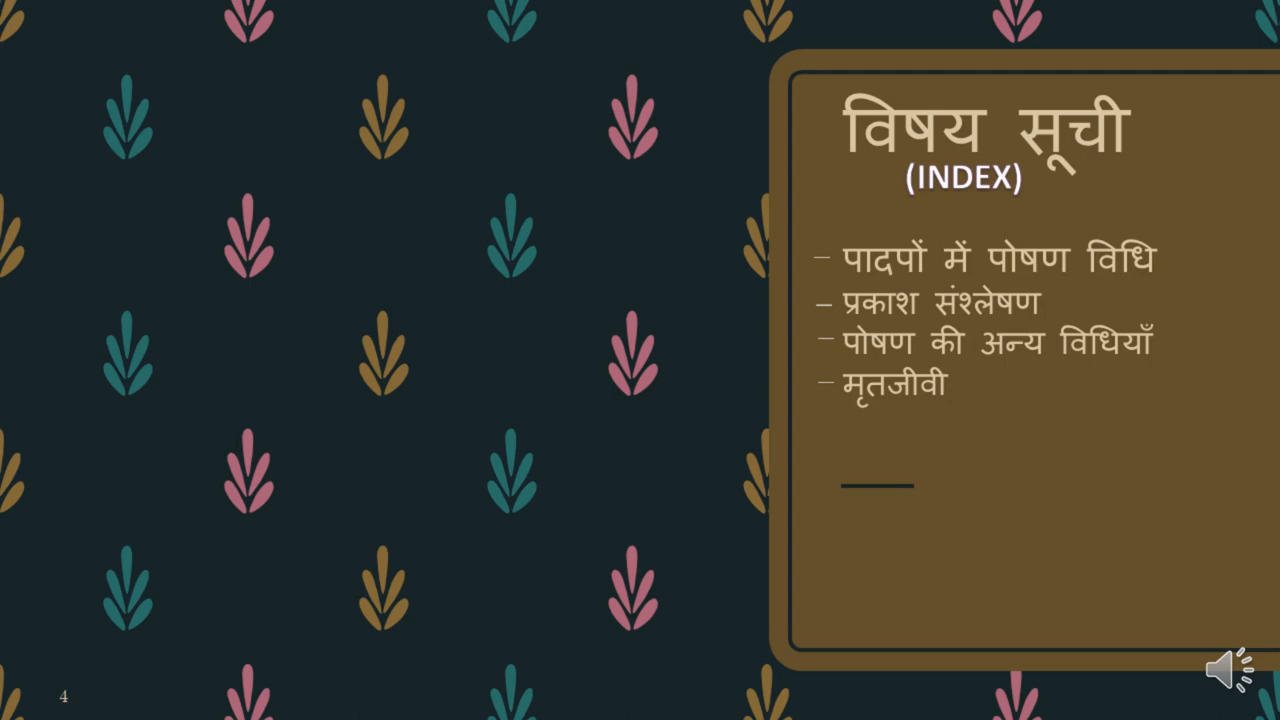 विषय सूची
(INDEX)
– पादपों में पोषण विधि
– प्रकाश संश्लेषण
– पोषण की अन्य विधियाँ
– मृतजीवी
4